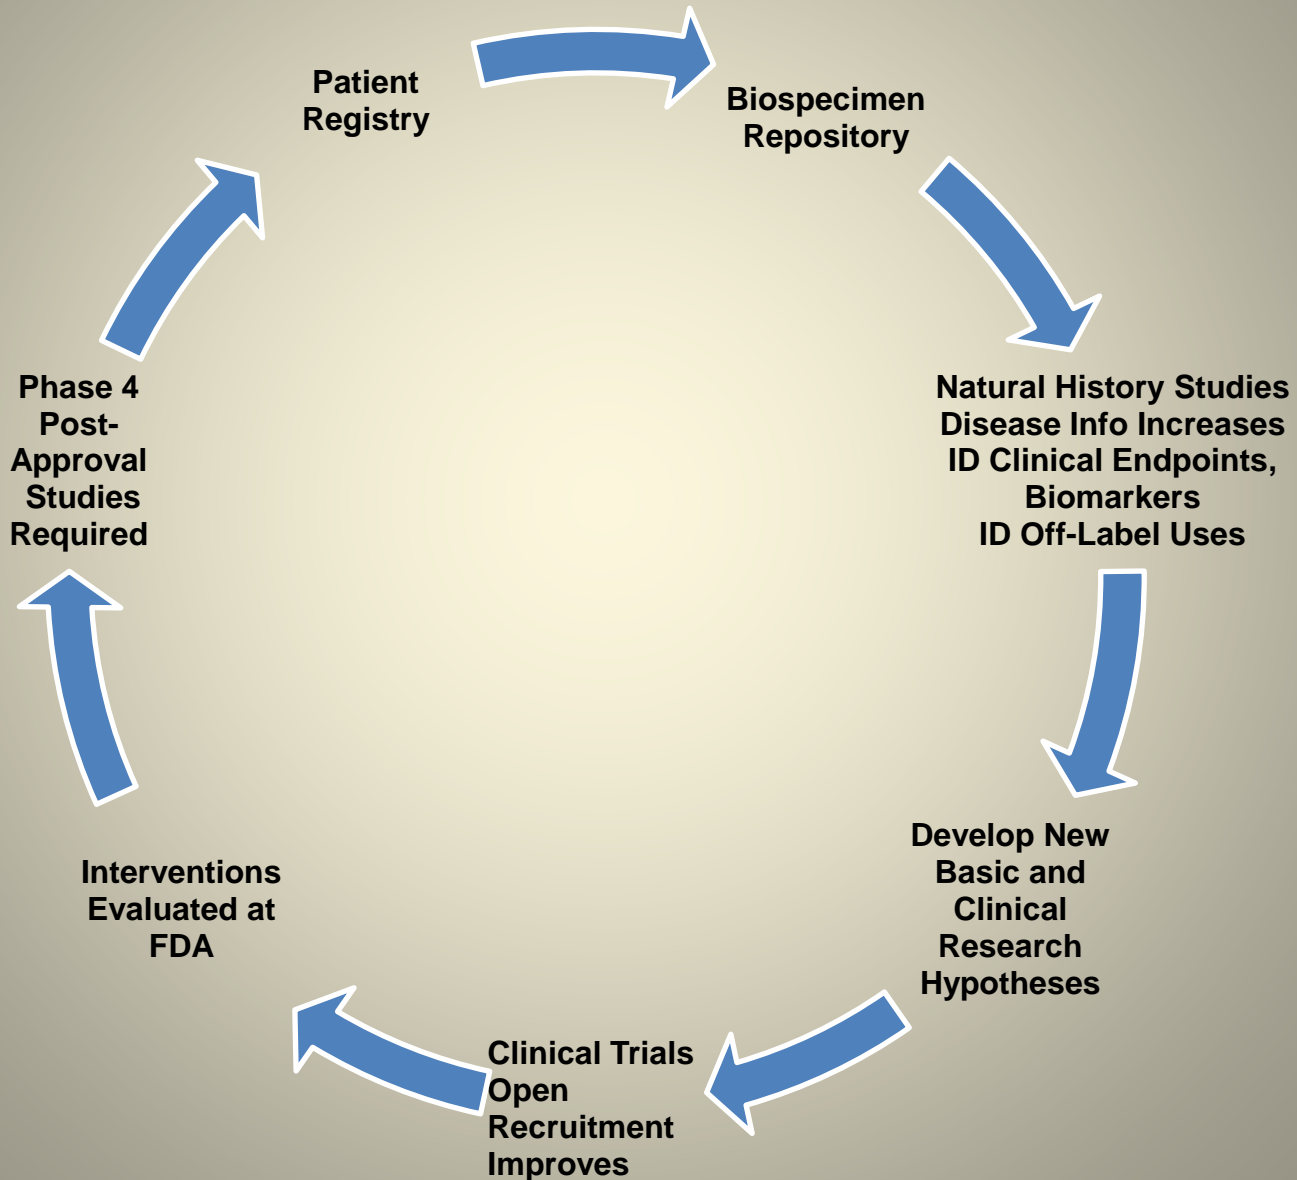 Patient
Registry
Biospecimen
Repository
Natural History Studies
Disease Info Increases
ID Clinical Endpoints,
Biomarkers
ID Off-Label Uses
Develop New
Basic and
Clinical
Research
Hypotheses
Clinical Trials
Open
Recruitment
Improves
Interventions
Evaluated at
FDA
Phase 4
Post-
Approval
Studies
Required